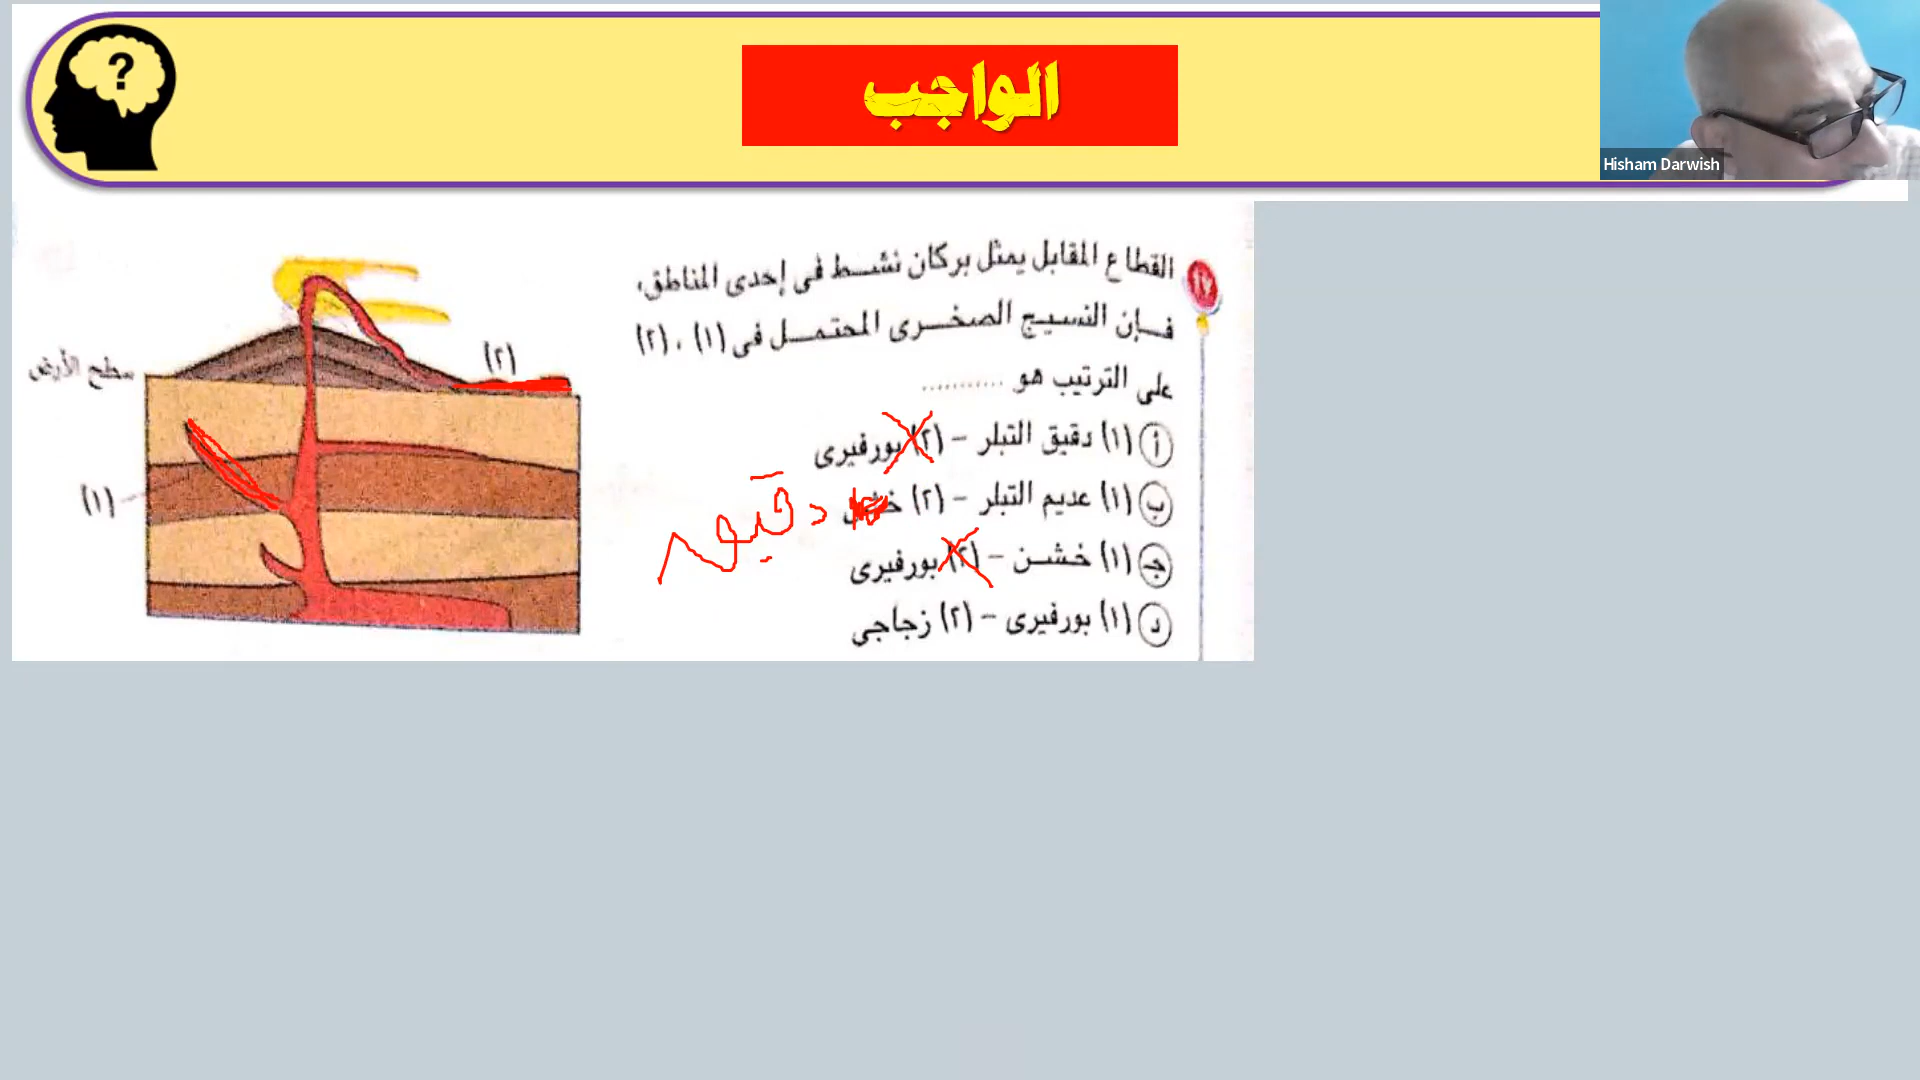 الواجب
Hisham Darwish
١٧ القطاع المقابل يمثل بركان نشط فى إحدى المناطق،
فإن النسيج الصخرى المحتمل فى (١) ، (٢)
على الترتيب هو ...........
أ (١) دقيق التبلر – (٢) بورفيرى
ب (١) عديم التبلر – (٢) خشن
دقيق
ج (١) خشن – (٢) بورفيرى
د (١) بورفيرى – (٢) زجاجى
(٢)
سطح الأرض
(١)
?